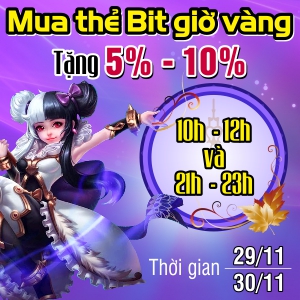 Mua thẻ Bit giờ vàng
Tặng 5% - 10%
10h - 12h
và
21h - 23h
Thời gian 29/11
30/11